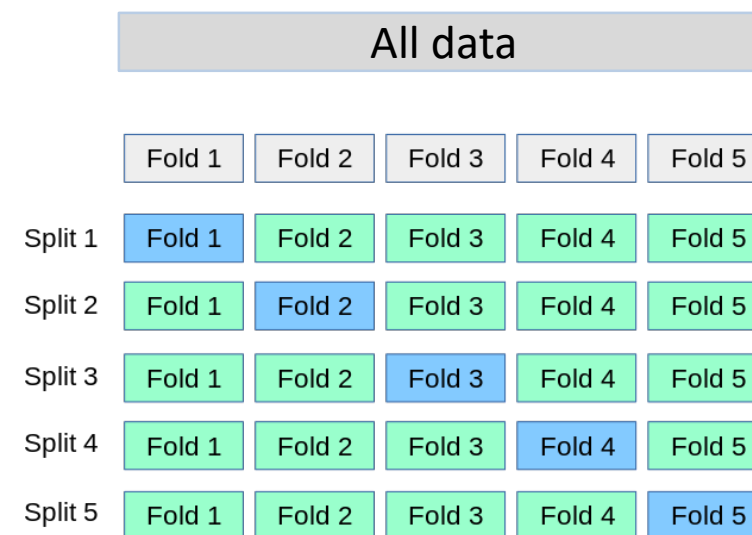 All data
Fold 1 Fold 2 Fold 3 Fold 4 Fold 5
Split 1 Fold 1 Fold 2 Fold 3 Fold 4 Fold 5
Split 2 Fold 1 Fold 2 Fold 3 Fold 4 Fold 5
Split 3 Fold 1 Fold 2 Fold 3 Fold 4 Fold 5
Split 4 Fold 1 Fold 2 Fold 3 Fold 4 Fold 5
Split 5 Fold 1 Fold 2 Fold 3 Fold 4 Fold 5